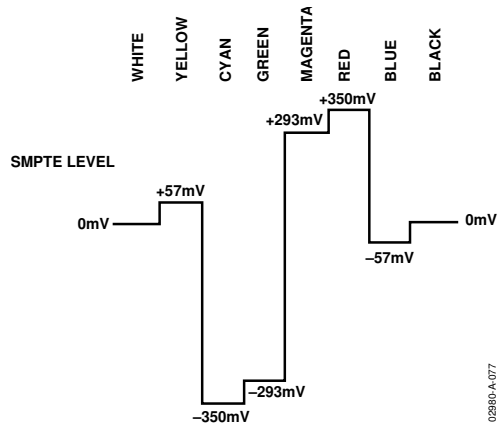 WHITE
YELLOW
CYAN
GREEN
MAGENTA
RED
BLUE
BLACK
+350mV
+293mV
SMPTE LEVEL
+57mV
0mV
0mV
−57mV
−293mV
−350mV
02980-A-077